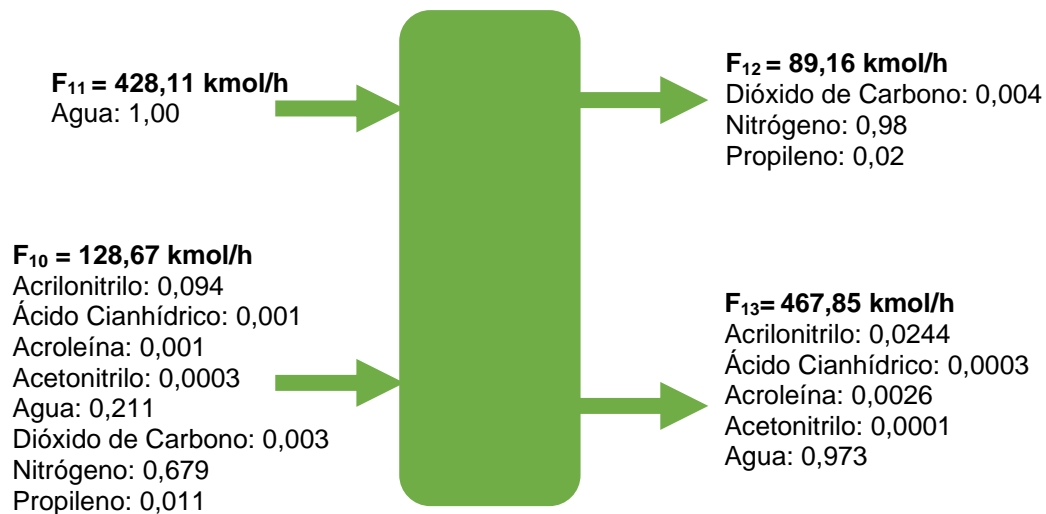 F₁₁ = 428,11 kmol/h
Agua: 1,00
F₁₀ = 128,67 kmol/h
Acrilonitrilo: 0,094
Ácido Cianhídrico: 0,001
Acroleína: 0,001
Acetonitrilo: 0,0003
Agua: 0,211
Dióxido de Carbono: 0,003
Nitrógeno: 0,679
Propileno: 0,011
F₁₂ = 89,16 kmol/h
Dióxido de Carbono: 0,004
Nitrógeno: 0,98
Propileno: 0,02
F₁₃= 467,85 kmol/h
Acrilonitrilo: 0,0244
Ácido Cianhídrico: 0,0003
Acroleína: 0,0026
Acetonitrilo: 0,0001
Agua: 0,973